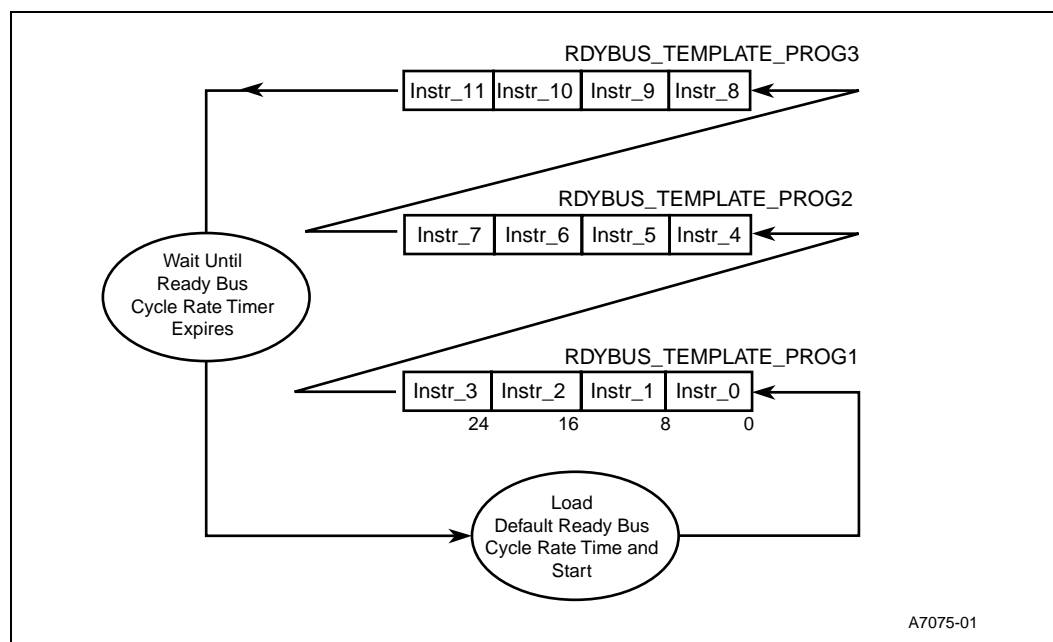 RDYBUS_TEMPLATE_PROG3
Instr_11 Instr_10 Instr_9 Instr_8
RDYBUS_TEMPLATE_PROG2
Instr_7 Instr_6 Instr_5 Instr_4
Wait Until
Ready Bus
Cycle Rate Timer
Expires
RDYBUS_TEMPLATE_PROG1
Instr_3 Instr_2 Instr_1 Instr_0
24 16 8 0
Load
Default Ready Bus
Cycle Rate Time and
Start
A7075-01